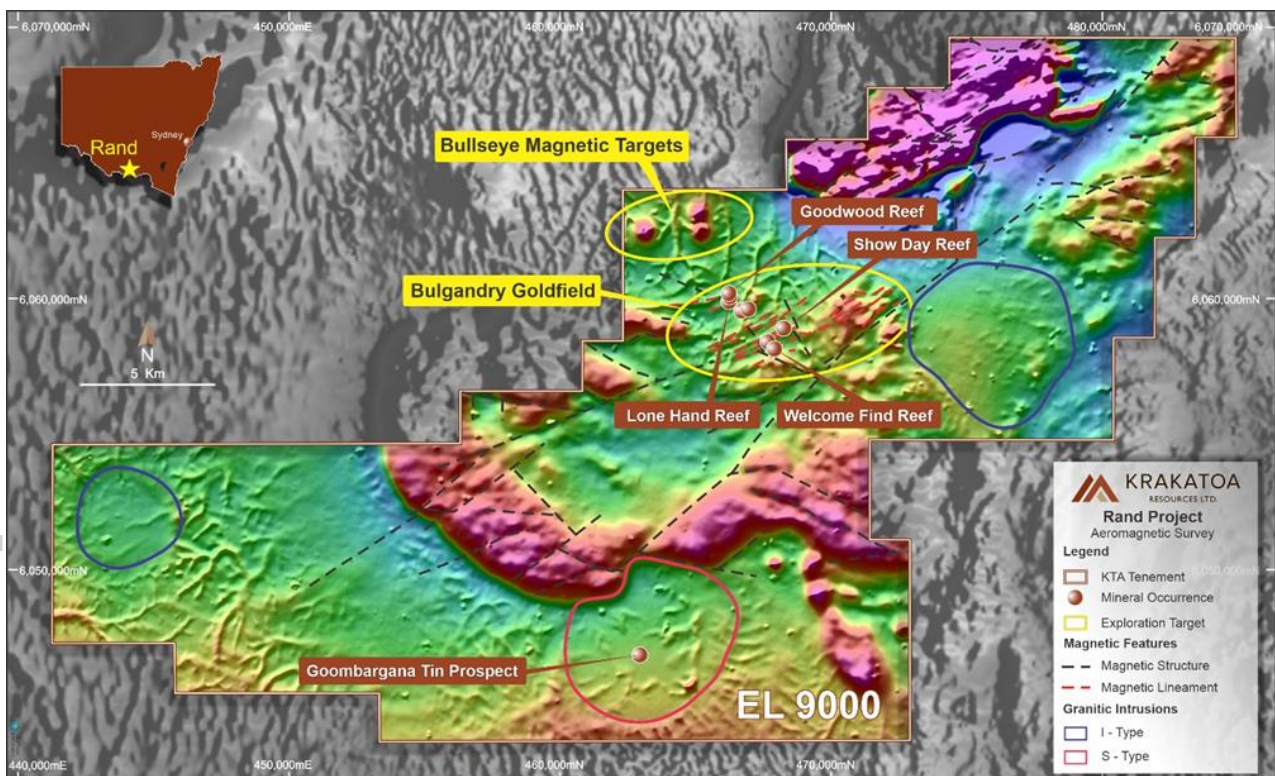 6,070,000mN
450,000mE
460,000mE
470,000mN
480,000mN
6,070,000mN
Sydney
Rand
Bullseye Magnetic Targets
Goodwood Reef
Show Day Reef
Bulgandry Goldfield
6,060,000mN
6,060,000mN
N
5 Km
Lone Hand Reef
Welcome Find Reef
KRAKATOA
RESOURCES LTD.
Rand Project
Aeromagnetic Survey
Legend
KTA Tenement
Mineral Occurrence
Exploration Target
Magnetic Features
Magnetic Structure
Magnetic Lineament
Granitic Intrusions
I - Type
S - Type
6,050,000mN
6,050,000mN
Goombargana Tin Prospect
EL 9000
440,000mE
450,000mE
460,000mE
470,000mN